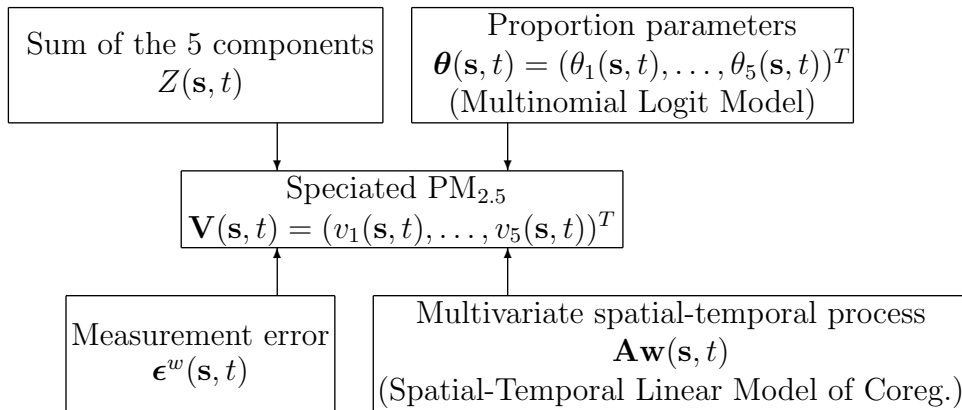 Sum of the 5 components
Z(s, t)
Proportion parameters
θ(s, t) = (θ₁(s, t), . . . , θ₅(s, t))ᵀ
(Multinomial Logit Model)
Speciated PM₂.₅
V(s, t) = (v₁(s, t), . . . , v₅(s, t))ᵀ
Measurement error
ϵʷ(s, t)
Multivariate spatial-temporal process
Aw(s, t)
(Spatial-Temporal Linear Model of Coreg.)